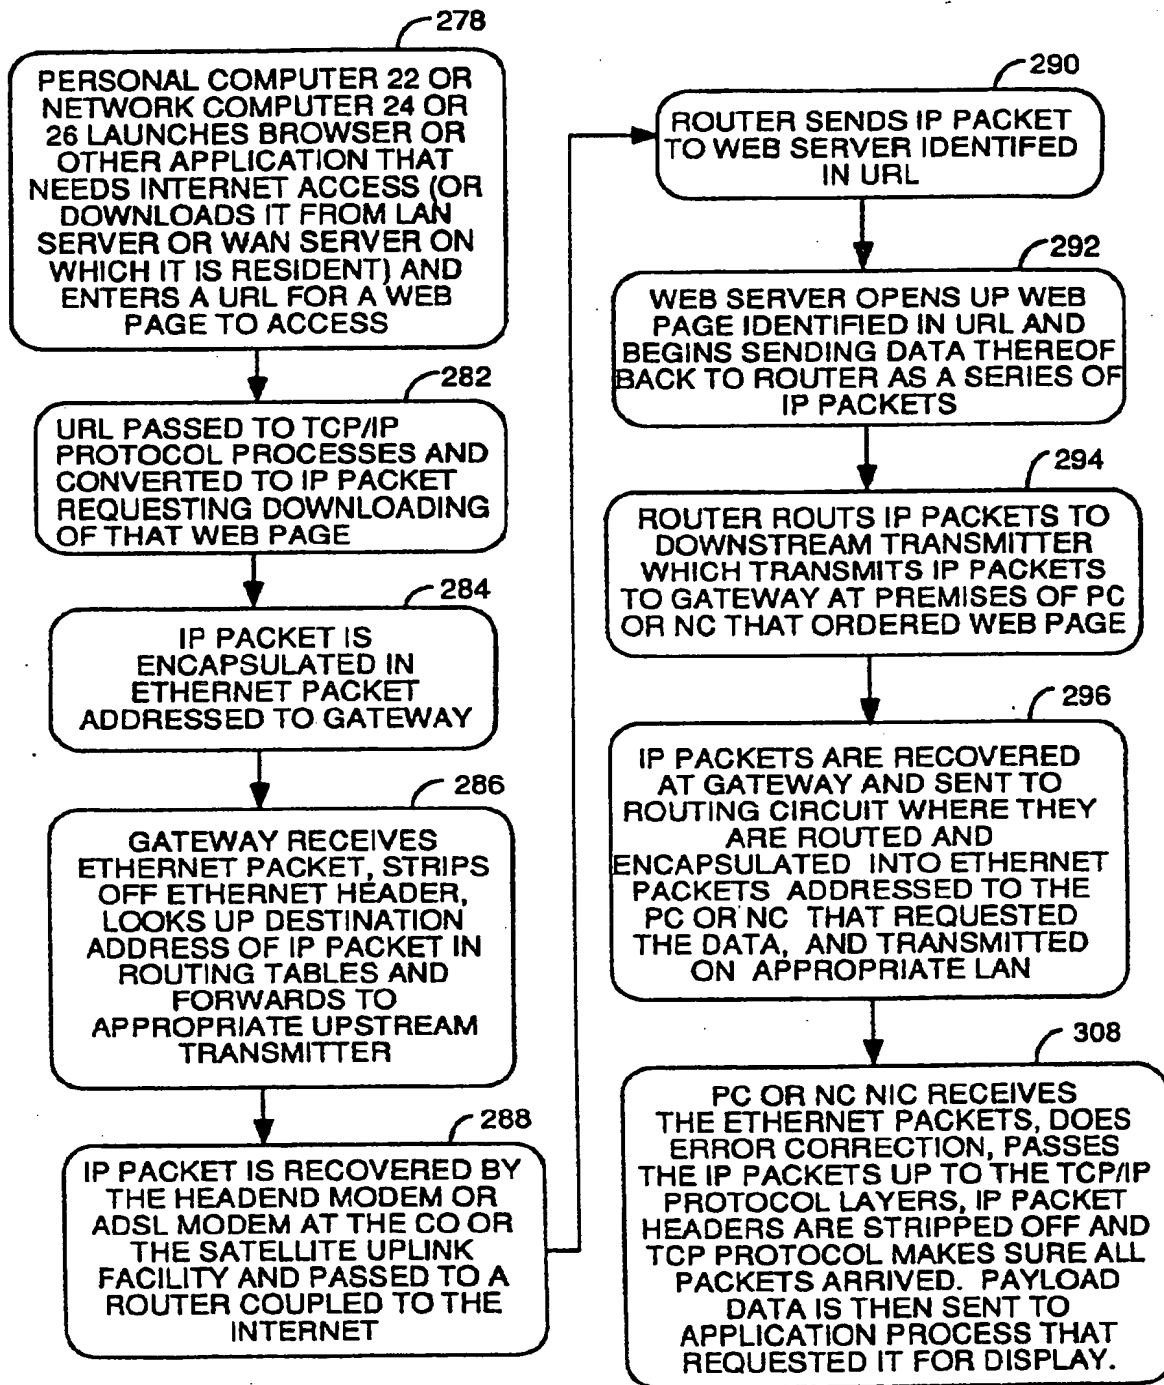 278
PERSONAL COMPUTER 22 OR
NETWORK COMPUTER 24 OR
26 LAUNCHES BROWSER OR
OTHER APPLICATION THAT
NEEDS INTERNET ACCESS (OR
DOWNLOADS IT FROM LAN
SERVER OR WAN SERVER ON
WHICH IT IS RESIDENT) AND
ENTERS A URL FOR A WEB
PAGE TO ACCESS
282
URL PASSED TO TCP/IP
PROTOCOL PROCESSES AND
CONVERTED TO IP PACKET
REQUESTING DOWNLOADING
OF THAT WEB PAGE
284
IP PACKET IS
ENCAPSULATED IN
ETHERNET PACKET
ADDRESSED TO GATEWAY
286
GATEWAY RECEIVES
ETHERNET PACKET, STRIPS
OFF ETHERNET HEADER,
LOOKS UP DESTINATION
ADDRESS OF IP PACKET IN
ROUTING TABLES AND
FORWARDS TO
APPROPRIATE UPSTREAM
TRANSMITTER
288
IP PACKET IS RECOVERED BY
THE HEADEND MODEM OR
ADSL MODEM AT THE CO OR
THE SATELLITE UPLINK
FACILITY AND PASSED TO A
ROUTER COUPLED TO THE
INTERNET
290
ROUTER SENDS IP PACKET
TO WEB SERVER IDENTIFED
IN URL
292
WEB SERVER OPENS UP WEB
PAGE IDENTIFIED IN URL AND
BEGINS SENDING DATA THEREOF
BACK TO ROUTER AS A SERIES OF
IP PACKETS
294
ROUTER ROUTS IP PACKETS TO
DOWNSTREAM TRANSMITTER
WHICH TRANSMITS IP PACKETS
TO GATEWAY AT PREMISES OF PC
OR NC THAT ORDERED WEB PAGE
296
IP PACKETS ARE RECOVERED
AT GATEWAY AND SENT TO
ROUTING CIRCUIT WHERE THEY
ARE ROUTED AND
ENCAPSULATED INTO ETHERNET
PACKETS ADDRESSED TO THE
PC OR NC THAT REQUESTED
THE DATA, AND TRANSMITTED
ON APPROPRIATE LAN
308
PC OR NC NIC RECEIVES
THE ETHERNET PACKETS, DOES
ERROR CORRECTION, PASSES
THE IP PACKETS UP TO THE TCP/IP
PROTOCOL LAYERS, IP PACKET
HEADERS ARE STRIPPED OFF AND
TCP PROTOCOL MAKES SURE ALL
PACKETS ARRIVED. PAYLOAD
DATA IS THEN SENT TO
APPLICATION PROCESS THAT
REQUESTED IT FOR DISPLAY.